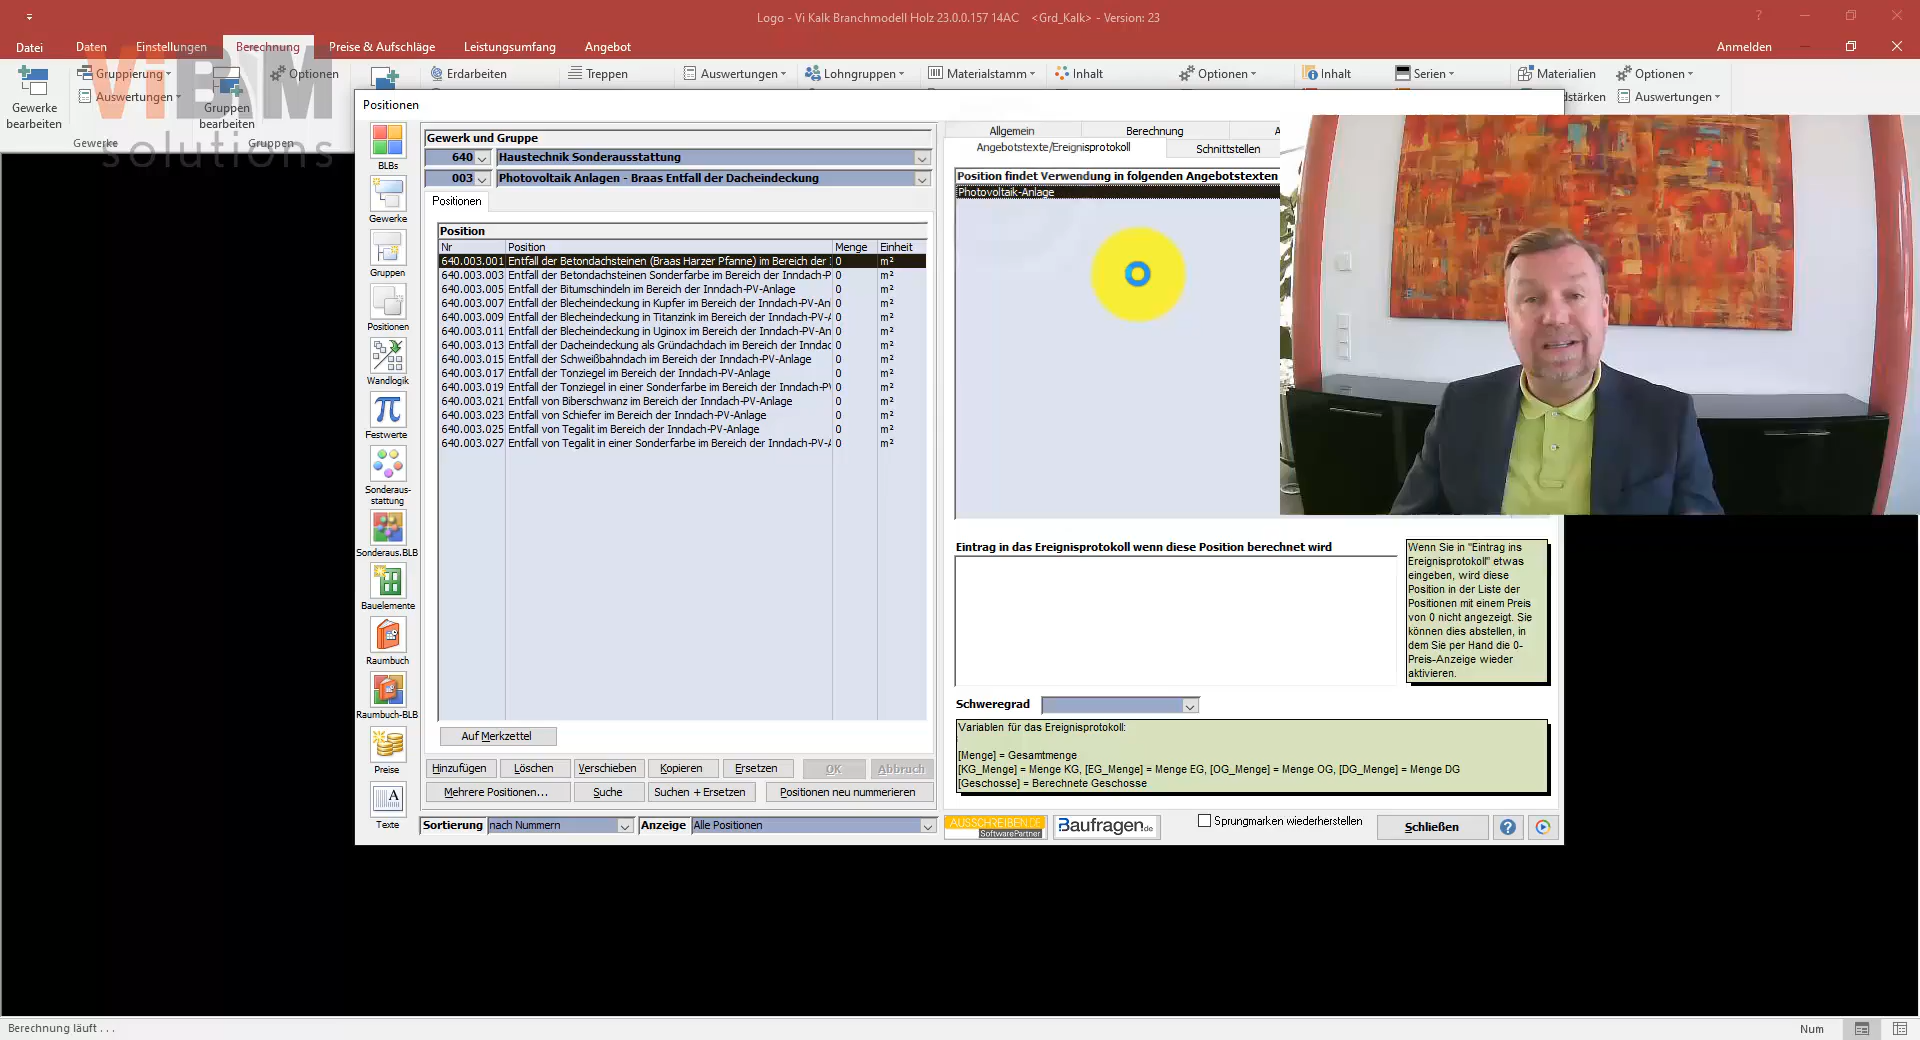 Logo - Vi Kalk Branchmodell Holz 23.0.0.157 14AC <Grd_Kalk> - Version: 23
Datei
Daten
Einstellungen
Berechnung
Preise & Aufschläge
Leistungsumfang
Angebot
Anmelden
Gewerke bearbeiten
Gruppierung
Auswertungen
Gewerke
Gruppen bearbeiten
Optionen
Gruppen
ViBIM
solutions
Erdarbeiten
Treppen
Auswertungen
Lohngruppen
Materialstamm
Inhalt
Optionen
Inhalt
Serien
Materialien
Optionen
Auswertungen
Positionen
BLBs
Gewerke
Gruppen
Positionen
Wandlogik
Festwerte
Sonderaus-
stattung
Sonderaus.BLB
Bauelemente
Raumbuch
Raumbuch-BLB
Preise
Texte
Gewerk und Gruppe
640 Haustechnik Sonderausstattung
003 Photovoltaik Anlagen - Braas Entfall der Dacheindeckung
Positionen
Position
Nr Position Menge Einheit
640.003.001 Entfall der Betondachsteinen (Braas Harzer Pfanne) im Bereich der 0 m²
640.003.003 Entfall der Betondachsteinen Sonderfarbe im Bereich der Inndach-P 0 m²
640.003.005 Entfall der Bitumschindeln im Bereich der Inndach-PV-Anlage 0 m²
640.003.007 Entfall der Blecheindeckung in Kupfer im Bereich der Inndach-PV-An 0 m²
640.003.009 Entfall der Blecheindeckung in Titanzink im Bereich der Inndach-PV-A 0 m²
640.003.011 Entfall der Blecheindeckung in Uginox im Bereich der Inndach-PV-An 0 m²
640.003.013 Entfall der Dacheindeckung als Gründachdach im Bereich der Inndac 0 m²
640.003.015 Entfall der Schweißbahndach im Bereich der Inndach-PV-Anlage 0 m²
640.003.017 Entfall der Tonziegel im Bereich der Inndach-PV-Anlage 0 m²
640.003.019 Entfall der Tonziegel in einer Sonderfarbe im Bereich der Inndach-PV 0 m²
640.003.021 Entfall von Biberschwanz im Bereich der Inndach-PV-Anlage 0 m²
640.003.023 Entfall von Schiefer im Bereich der Inndach-PV-Anlage 0 m²
640.003.025 Entfall von Tegalit im Bereich der Inndach-PV-Anlage 0 m²
640.003.027 Entfall von Tegalit in einer Sonderfarbe im Bereich der Inndach-PV-A 0 m²
Auf Merkzettel
Hinzufügen
Löschen
Verschieben
Kopieren
Ersetzen
OK
Abbruch
Mehrere Positionen...
Suche
Suchen + Ersetzen
Positionen neu nummerieren
Sortierung nach Nummern
Anzeige Alle Positionen
Allgemein
Berechnung
A
Angebotstexte/Ereignisprotokoll
Schnittstellen
Position findet Verwendung in folgenden Angebotstexten
Photovoltaik-Anlage
Eintrag in das Ereignisprotokoll wenn diese Position berechnet wird
Wenn Sie in "Eintrag ins
Ereignisprotokoll" etwas
eingeben, wird diese
Position in der Liste der
Positionen mit einem Preis
von 0 nicht angezeigt. Sie
können dies abstellen, in
dem Sie per Hand die 0-
Preis-Anzeige wieder
aktivieren.
Schweregrad
Variablen für das Ereignisprotokoll:
[Menge] = Gesamtmenge
[KG_Menge] = Menge KG, [EG_Menge] = Menge EG, [OG_Menge] = Menge OG, [DG_Menge] = Menge DG
[Geschosse] = Berechnete Geschosse
AUSSCHREIBEN.DE
SoftwarePartner
Baufragen.de
Sprungmarken wiederherstellen
Schließen
Berechnung läuft . . .
Num